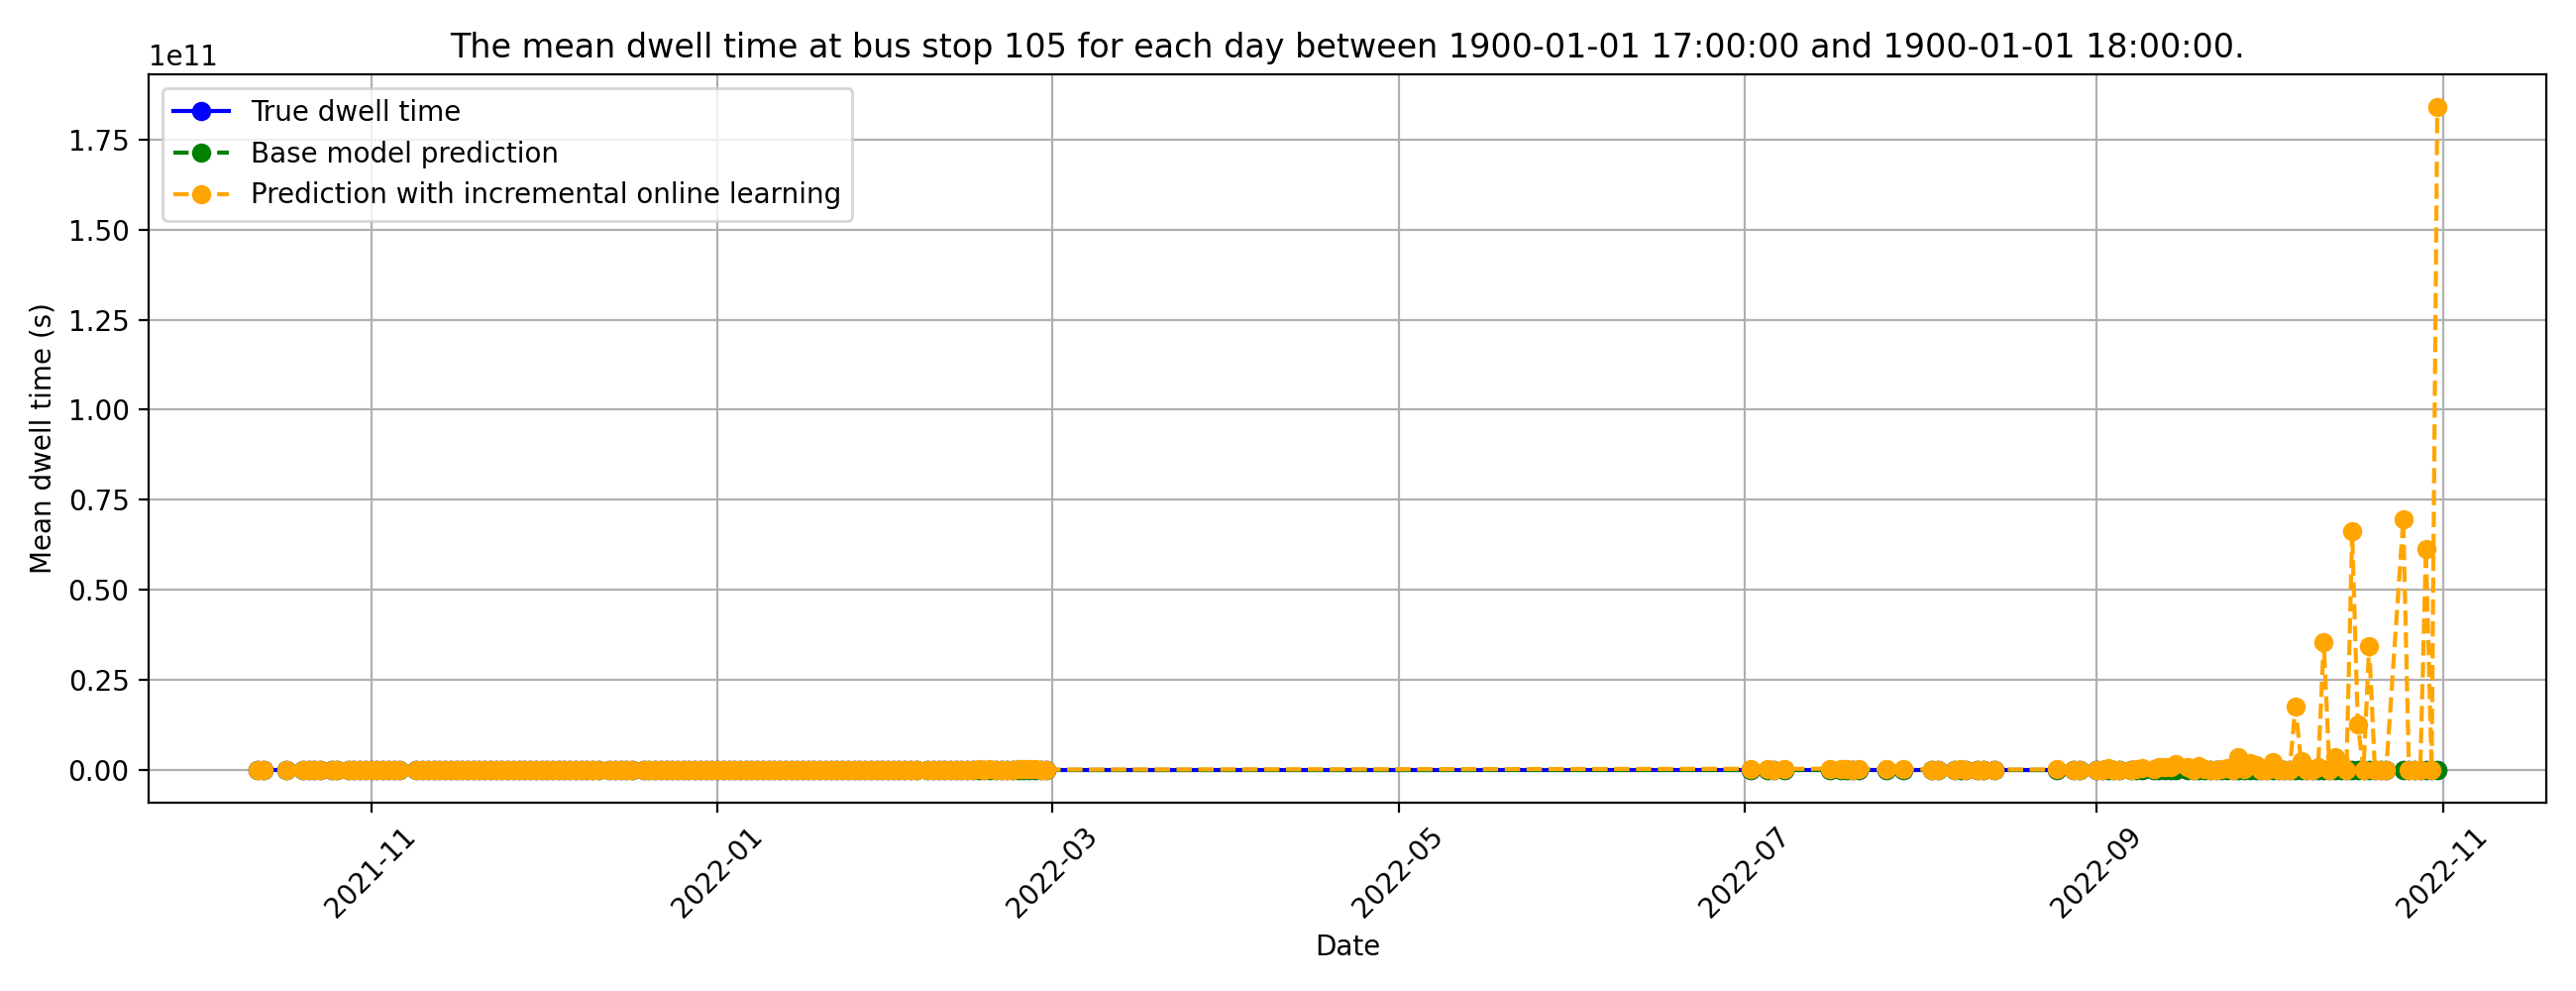 The mean dwell time at bus stop 105 for each day between 1900-01-01 17:00:00 and 1900-01-01 18:00:00.
1e11
True dwell time
Base model prediction
Prediction with incremental online learning
1.75
1.50
1.25
1.00
0.75
0.50
0.25
0.00
Mean dwell time (s)
2021-11
2022-01
2022-03
2022-05
2022-07
2022-09
2022-11
Date